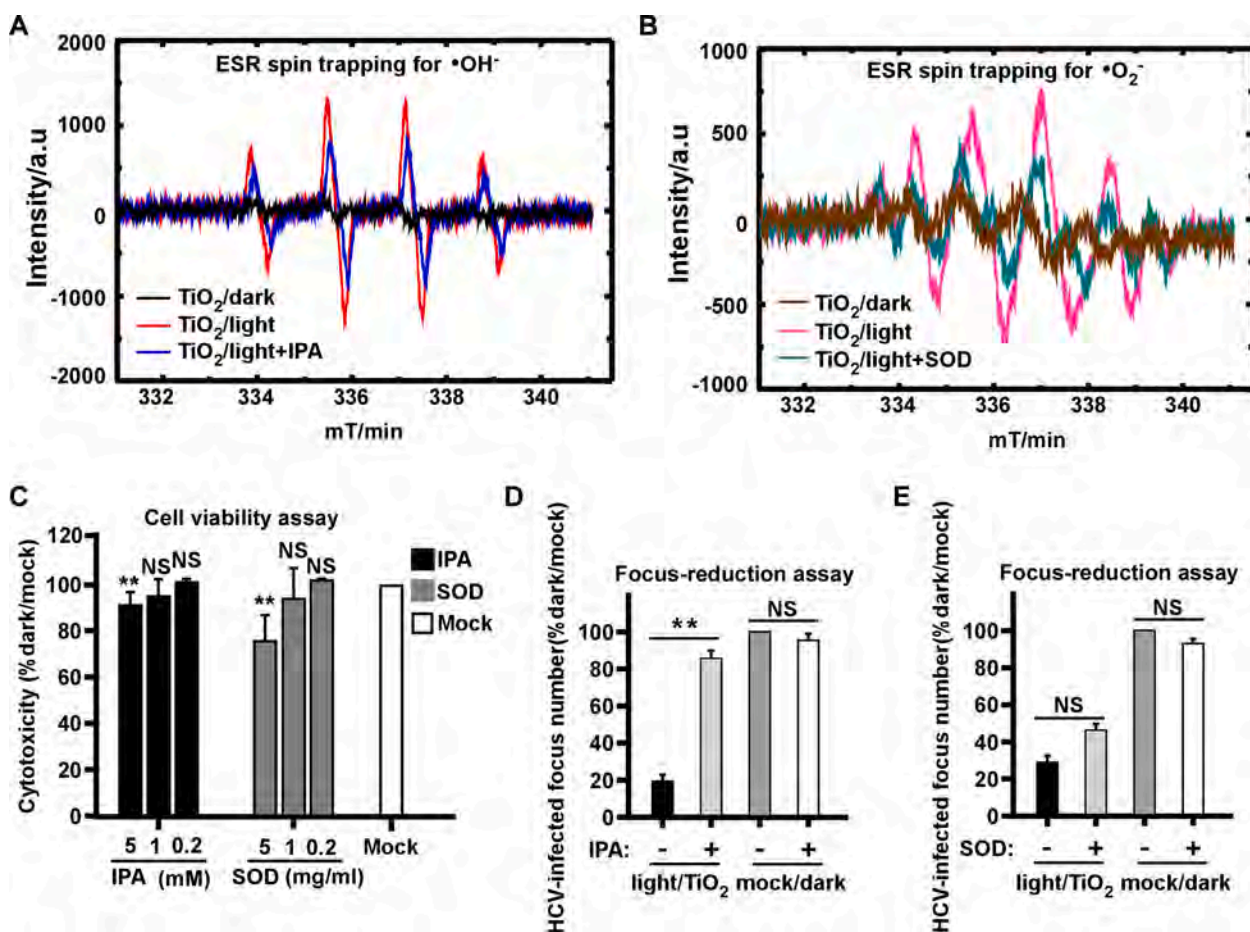 A
ESR spin trapping for •OH-
Intensity/a.u
2000
1000
0
-1000
-2000
TiO2/dark
TiO2/light
TiO2/light+IPA
332 334 336 338 340
mT/min
B
ESR spin trapping for •O2-
Intensity/a.u
1000
500
0
-500
-1000
TiO2/dark
TiO2/light
TiO2/light+SOD
332 334 336 338 340
mT/min
C
Cell viability assay
Cytotoxicity (%dark/mock)
120
100
80
60
40
20
0
** NS NS
** NS NS
IPA
SOD
Mock
5 1 0.2 5 1 0.2 Mock
IPA (mM) SOD (mg/ml)
D
Focus-reduction assay
HCV-infected focus number(%dark/mock)
100
80
60
40
20
0
** NS
IPA: - + - +
light/TiO2 mock/dark
E
Focus-reduction assay
HCV-infected focus number(%dark/mock)
100
80
60
40
20
0
NS NS
SOD: - + - +
light/TiO2 mock/dark